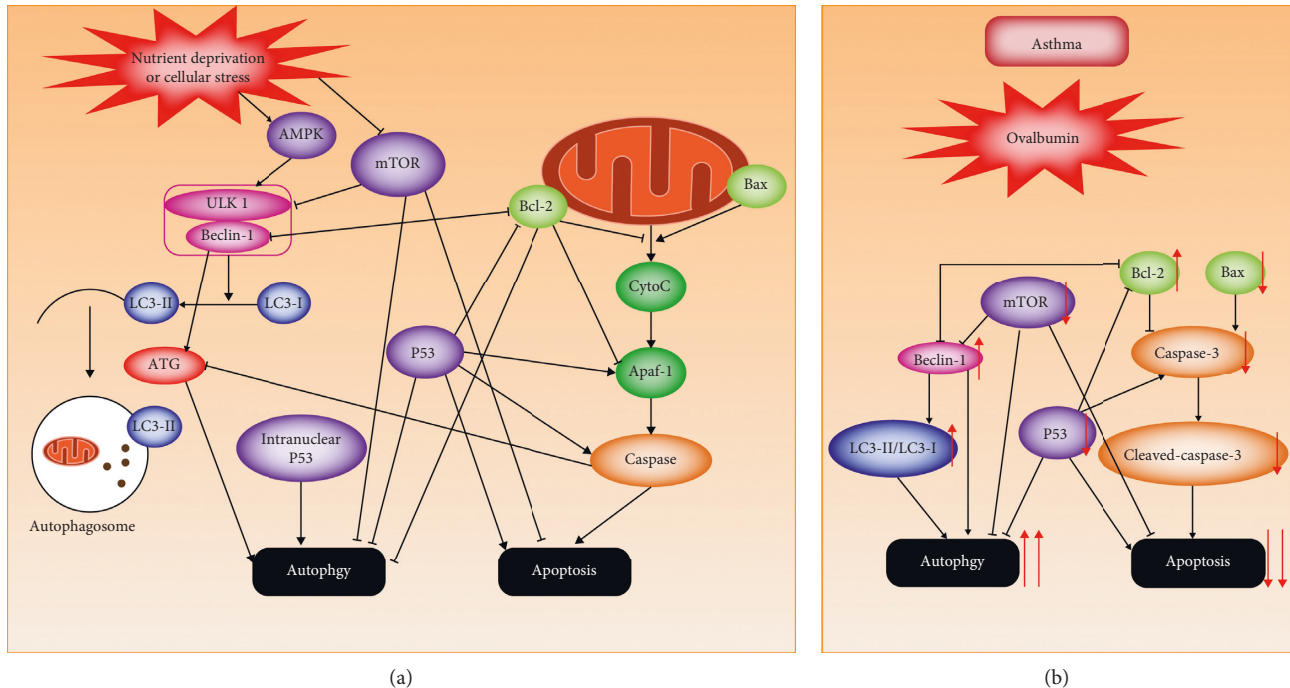 Nutrient deprivation
or cellular stress
AMPK
mTOR
ULK 1
Beclin-1
Bcl-2
Bax
LC3-II
LC3-I
CytoC
P53
ATG
Apaf-1
LC3-II
Intranuclear
P53
Caspase
Autophagosome
Autophgy
Apoptosis
(a)
Asthma
Ovalbumin
Bcl-2
Bax
mTOR
Beclin-1
Caspase-3
LC3-II/LC3-I
P53
Cleaved-caspase-3
Autophgy
Apoptosis
(b)